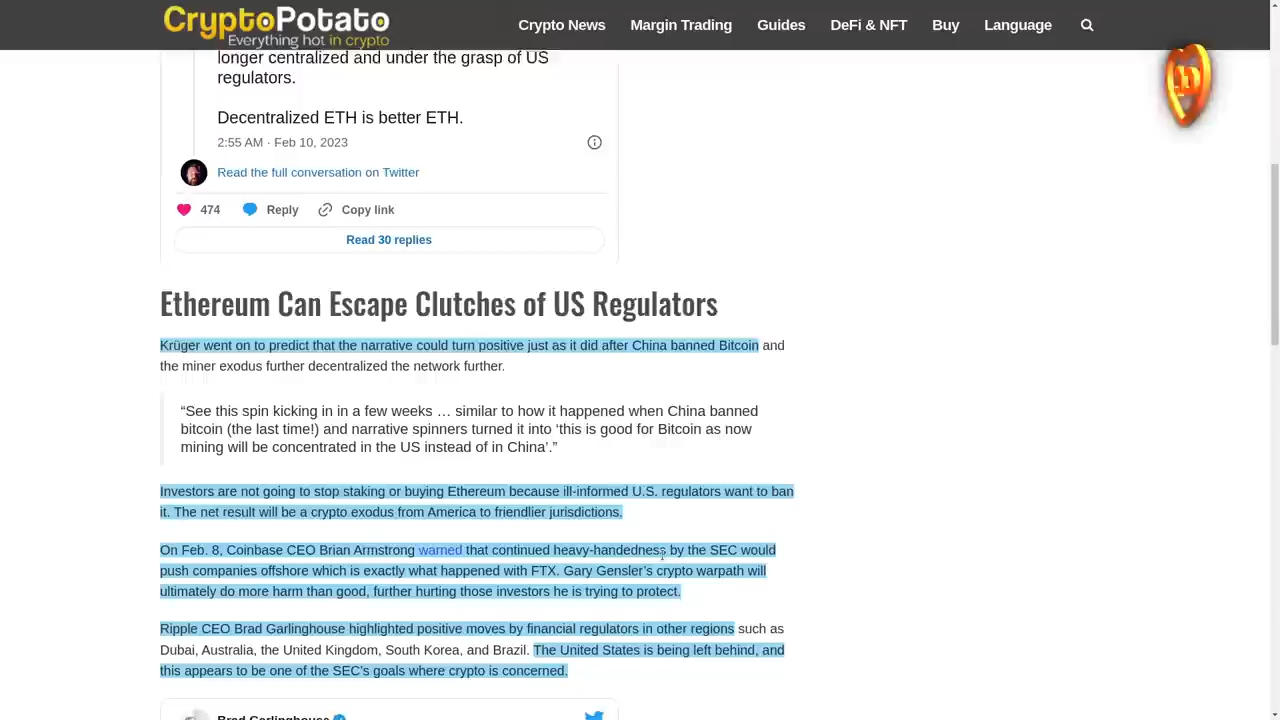 CryptoPotato
Everything hot in crypto
Crypto News Margin Trading Guides DeFi & NFT Buy Language
longer centralized and under the grasp of US
regulators.
Decentralized ETH is better ETH.
2:55 AM · Feb 10, 2023
Read the full conversation on Twitter
474 Reply Copy link
Read 30 replies
Ethereum Can Escape Clutches of US Regulators
Krüger went on to predict that the narrative could turn positive just as it did after China banned Bitcoin and
the miner exodus further decentralized the network further.
“See this spin kicking in in a few weeks … similar to how it happened when China banned
bitcoin (the last time!) and narrative spinners turned it into ‘this is good for Bitcoin as now
mining will be concentrated in the US instead of in China’.”
Investors are not going to stop staking or buying Ethereum because ill-informed U.S. regulators want to ban
it. The net result will be a crypto exodus from America to friendlier jurisdictions.
On Feb. 8, Coinbase CEO Brian Armstrong warned that continued heavy-handedness by the SEC would
push companies offshore which is exactly what happened with FTX. Gary Gensler’s crypto warpath will
ultimately do more harm than good, further hurting those investors he is trying to protect.
Ripple CEO Brad Garlinghouse highlighted positive moves by financial regulators in other regions such as
Dubai, Australia, the United Kingdom, South Korea, and Brazil. The United States is being left behind, and
this appears to be one of the SEC’s goals where crypto is concerned.
Brad Garlinghouse